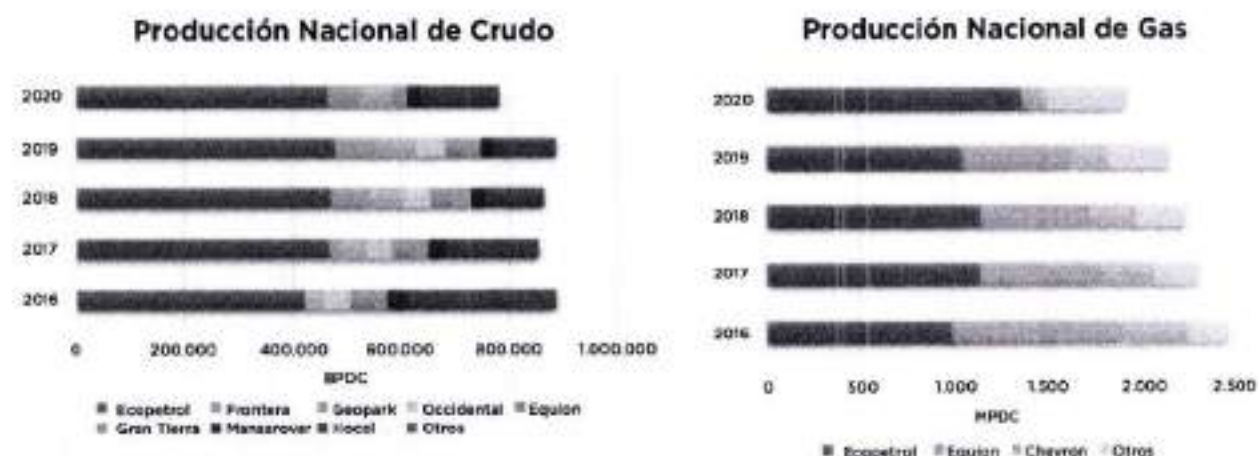 Producción Nacional de Crudo
2020
2019
2018
2017
2016
0 200.000 400.000 600.000 800.000 1.000.000
BPDC
Ecopetrol Frontera Geopark Occidental Equion
Gran Tierra Mansarovar Hocol Otros
Producción Nacional de Gas
2020
2019
2018
2017
2016
0 500 1.000 1.500 2.000 2.500
MPDC
Ecopetrol Equion Chevron Otros